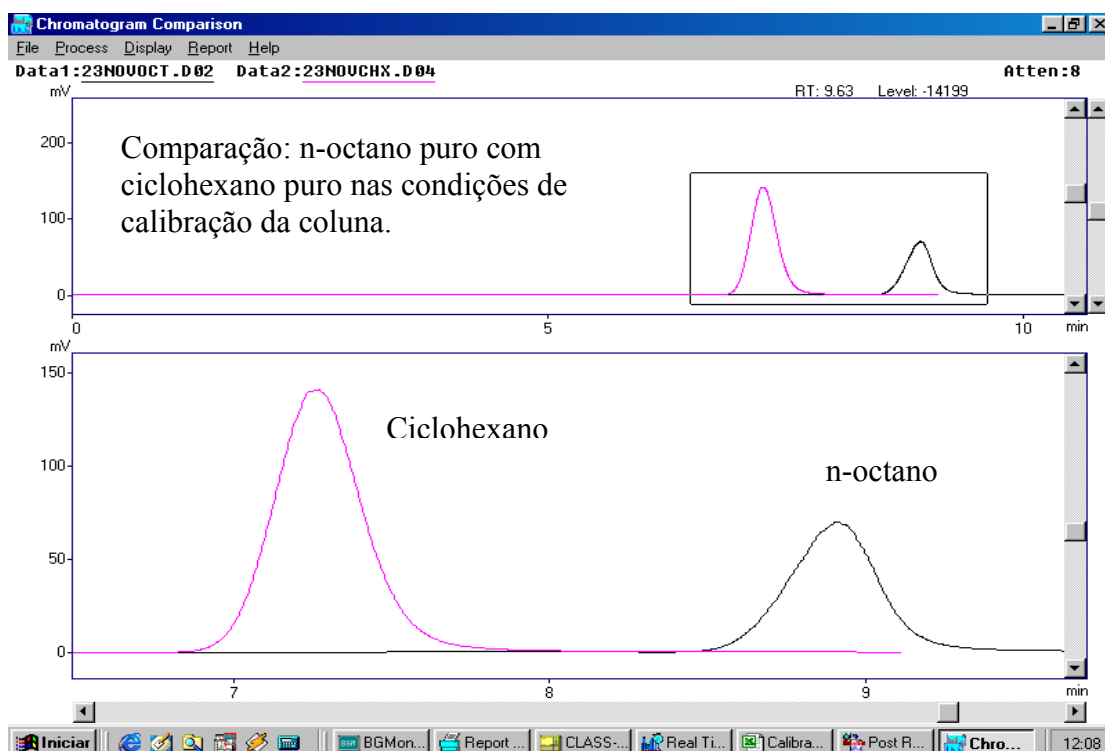 Chromatogram Comparison
File Process Display Report Help
Data1:23NOVOCT.D02 Data2:23NOVCHX.D04 Atten:8
mV RT: 9.63 Level: -14199
200
100
0
Comparação: n-octano puro com
ciclohexano puro nas condições de
calibração da coluna.
0 5 10 min
mV
150
100
50
0
Ciclohexano
n-octano
7 8 9 min
Iniciar BGMon... Report ... CLASS-... Real Ti... Calibra... Post R... Chro... 12:08